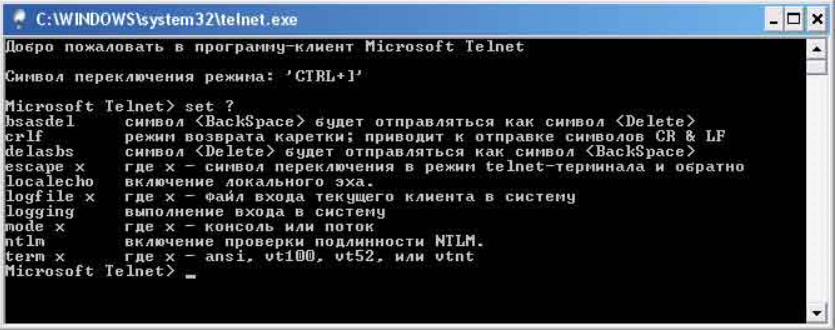 C:\WINDOWS\system32\telnet.exe
Добро пожаловать в программу-клиент Microsoft Telnet
Символ переключения режима: 'CTRL+]'
Microsoft Telnet> set ?
bsasdel символ <BackSpace> будет отправляться как символ <Delete>
crlf режим возврата каретки; приводит к отправке символов CR & LF
delasbs символ <Delete> будет отправляться как символ <BackSpace>
escape x где x - символ переключения в режим telnet-терминала и обратно
localecho включение локального эха.
logfile x где x - файл входа текущего клиента в систему
logging выполнение входа в систему
mode x где x - консоль или поток
ntlm включение проверки подлинности NTLM.
term x где x - ansi, vt100, vt52, или vtnt
Microsoft Telnet> _